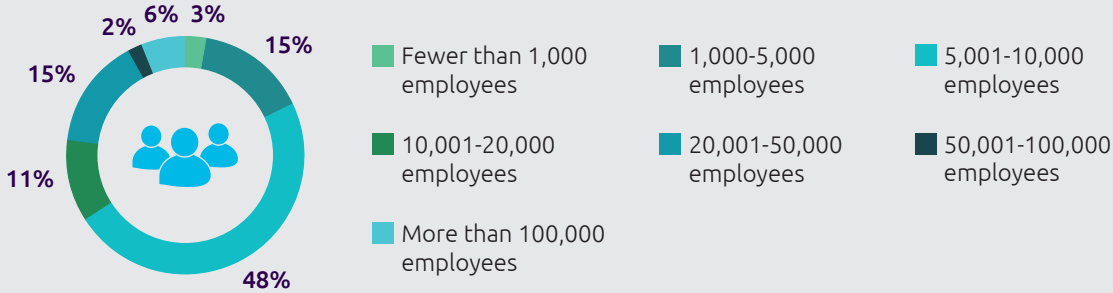 6%
3%
2%
15%
15%
11%
48%
Fewer than 1,000
employees
1,000-5,000
employees
5,001-10,000
employees
10,001-20,000
employees
20,001-50,000
employees
50,001-100,000
employees
More than 100,000
employees